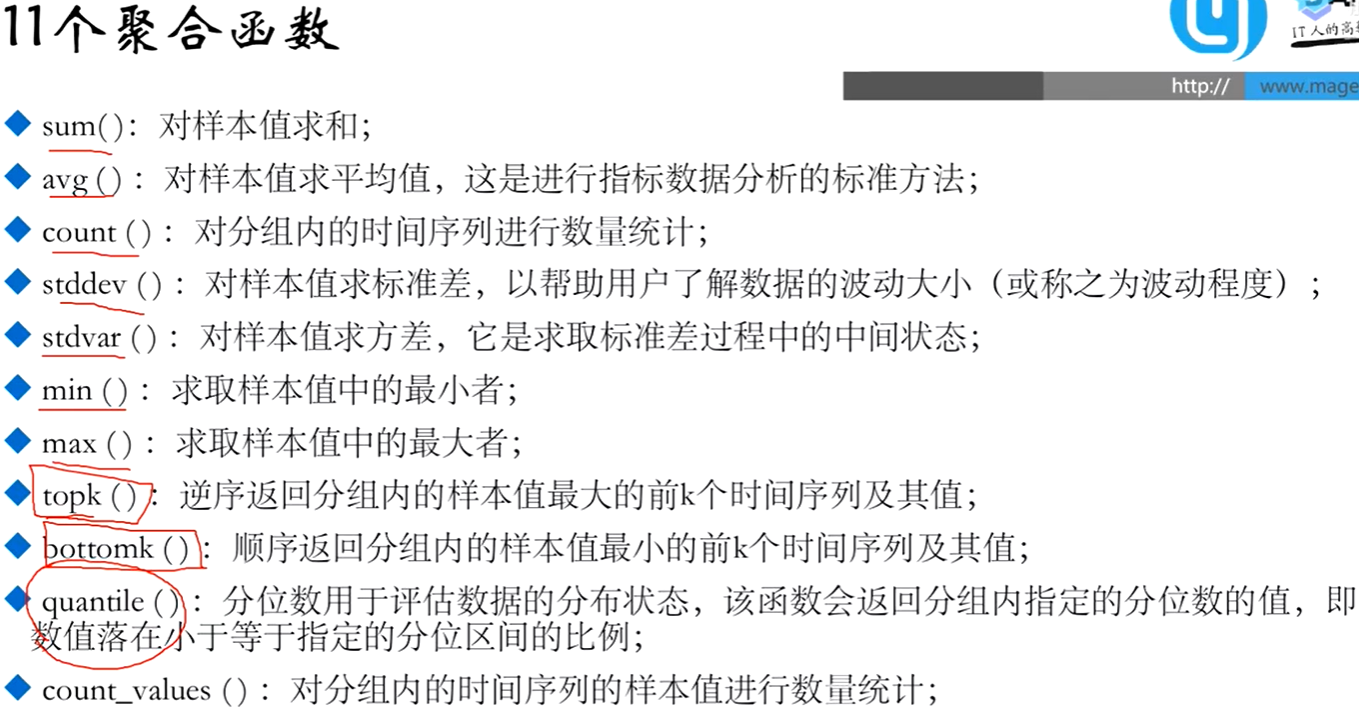 11个聚合函数
IT人的高
http:// www.mage
sum()：对样本值求和；
avg ()：对样本值求平均值，这是进行指标数据分析的标准方法；
count ()：对分组内的时间序列进行数量统计；
stddev ()：对样本值求标准差，以帮助用户了解数据的波动大小（或称之为波动程度）；
stdvar ()：对样本值求方差，它是求取标准差过程中的中间状态；
min ()：求取样本值中的最小者；
max ()：求取样本值中的最大者；
topk ()：逆序返回分组内的样本值最大的前k个时间序列及其值；
bottomk ()：顺序返回分组内的样本值最小的前k个时间序列及其值；
quantile ()：分位数用于评估数据的分布状态，该函数会返回分组内指定的分位数的值，即
数值落在小于等于指定的分位区间的比例；
count_values ()：对分组内的时间序列的样本值进行数量统计；